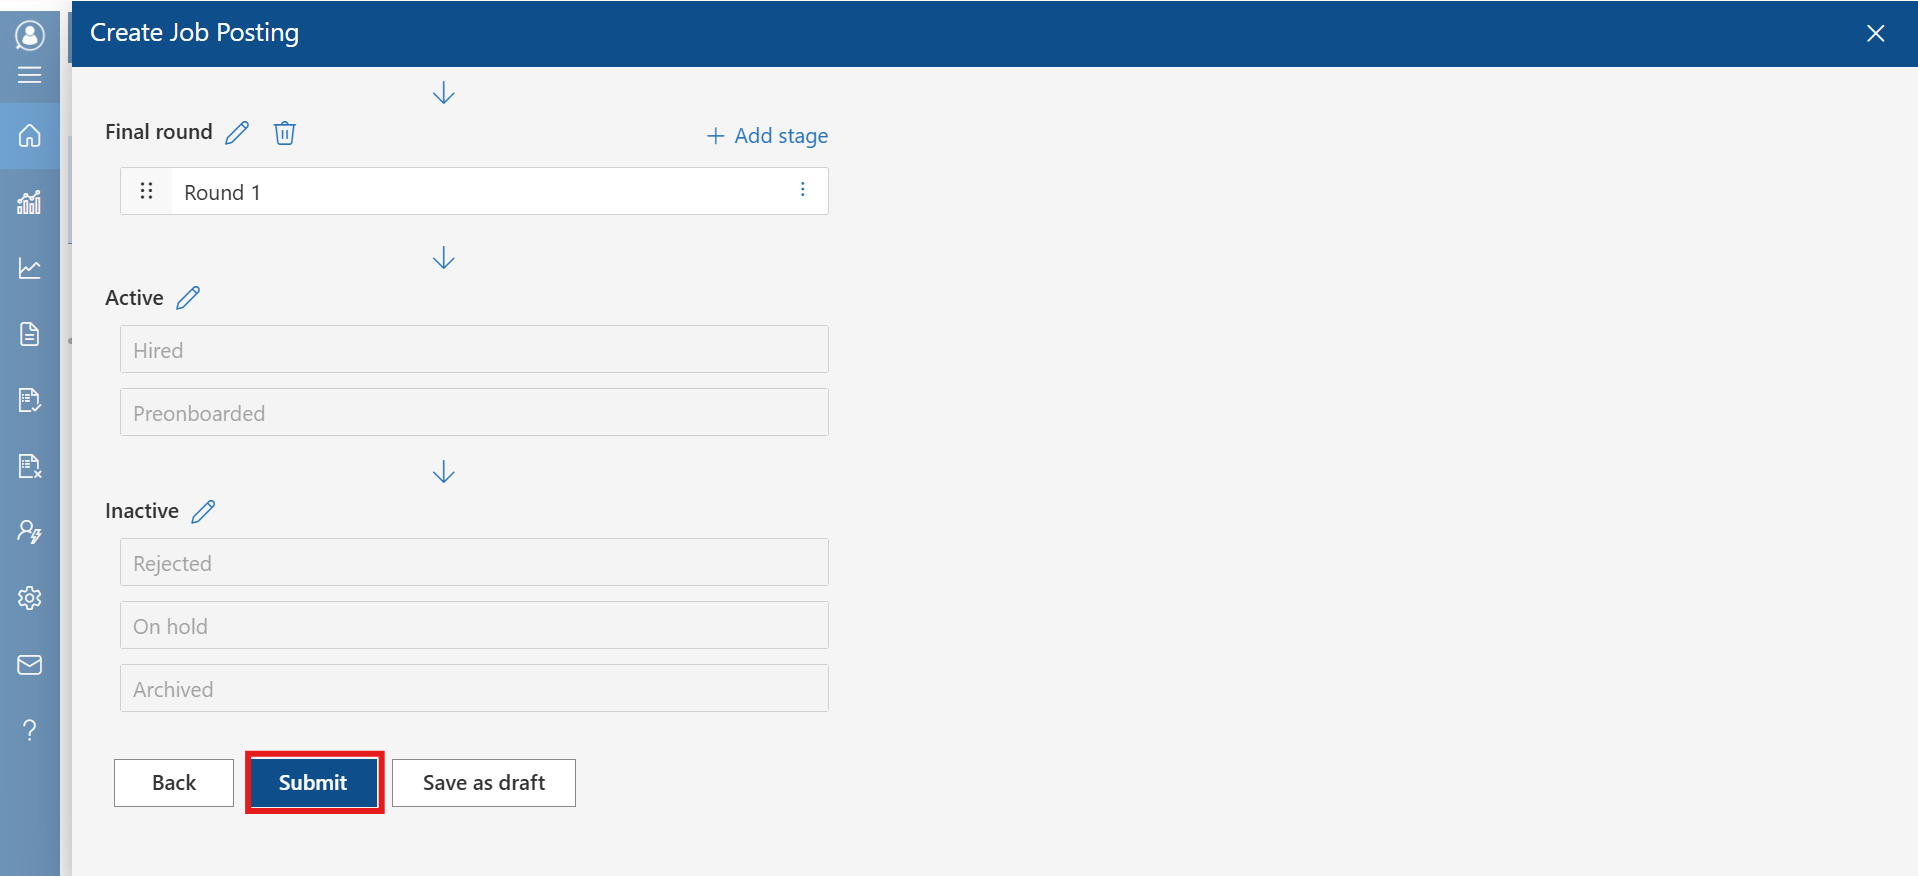 Create Job Posting
Final round
+ Add stage
Round 1
Active
Hired
Preonboarded
Inactive
Rejected
On hold
Archived
Back
Submit
Save as draft